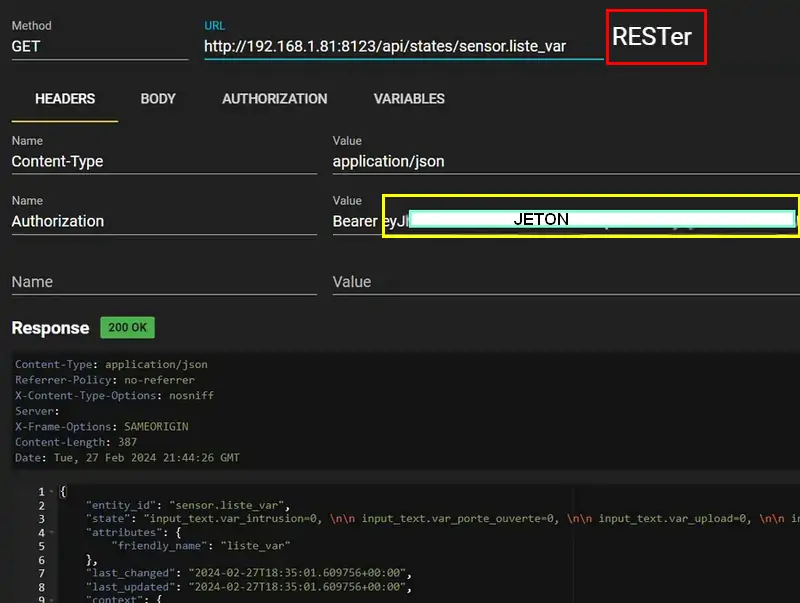 Method
GET
URL
http://192.168.1.81:8123/api/states/sensor.liste_var
RESTer
HEADERS BODY AUTHORIZATION VARIABLES
Name Value
Content-Type application/json
Name Value
Authorization Bearer eyJ JETON
Name Value
Response 200 OK
Content-Type: application/json
Referrer-Policy: no-referrer
X-Content-Type-Options: nosniff
Server:
X-Frame-Options: SAMEORIGIN
Content-Length: 387
Date: Tue, 27 Feb 2024 21:44:26 GMT
1 {
2 "entity_id": "sensor.liste_var",
3 "state": "input_text.var_intrusion=0, \n\n input_text.var_porte_ouverte=0, \n\n input_text.var_upload=0, \n\n in
4 "attributes": {
5 "friendly_name": "liste_var"
6 },
7 "last_changed": "2024-02-27T18:35:01.609756+00:00",
8 "last_updated": "2024-02-27T18:35:01.609756+00:00",
9 "context": {